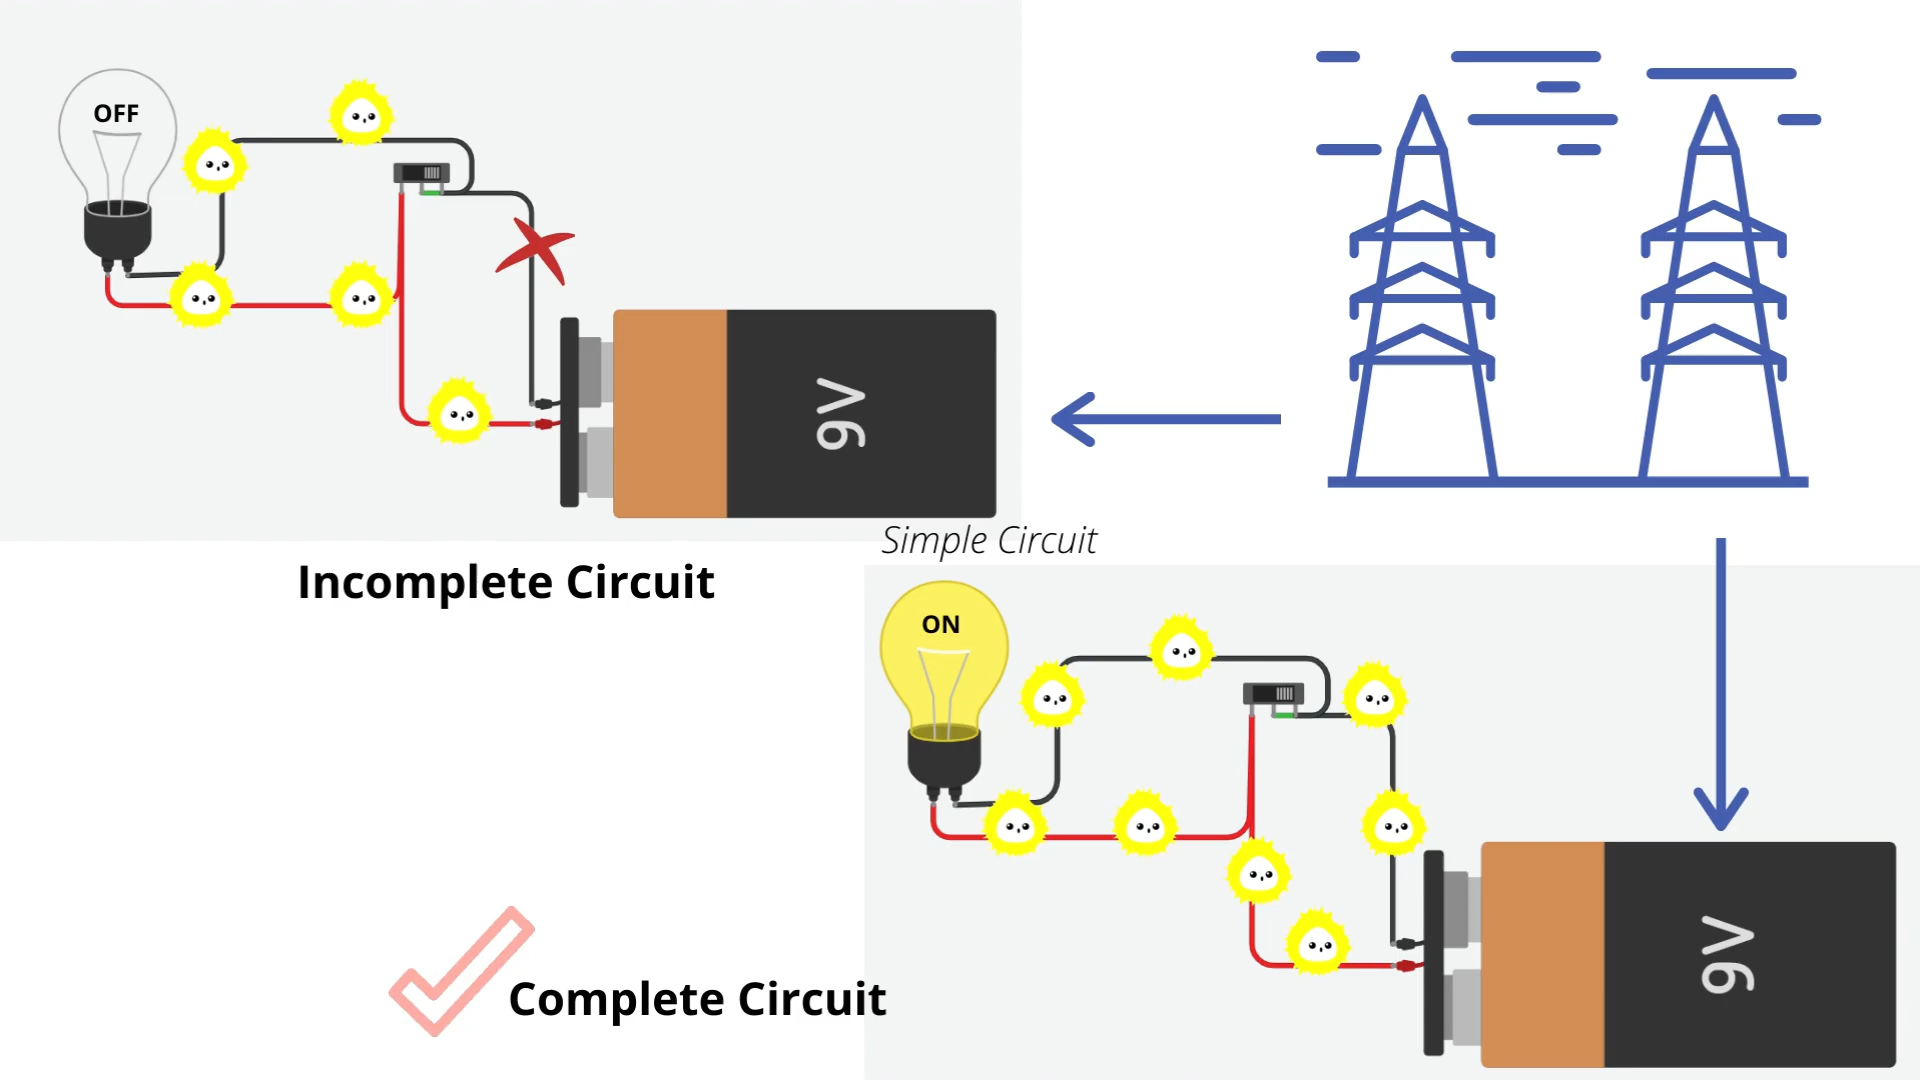 OFF
9V
Simple Circuit
Incomplete Circuit
ON
9V
Complete Circuit